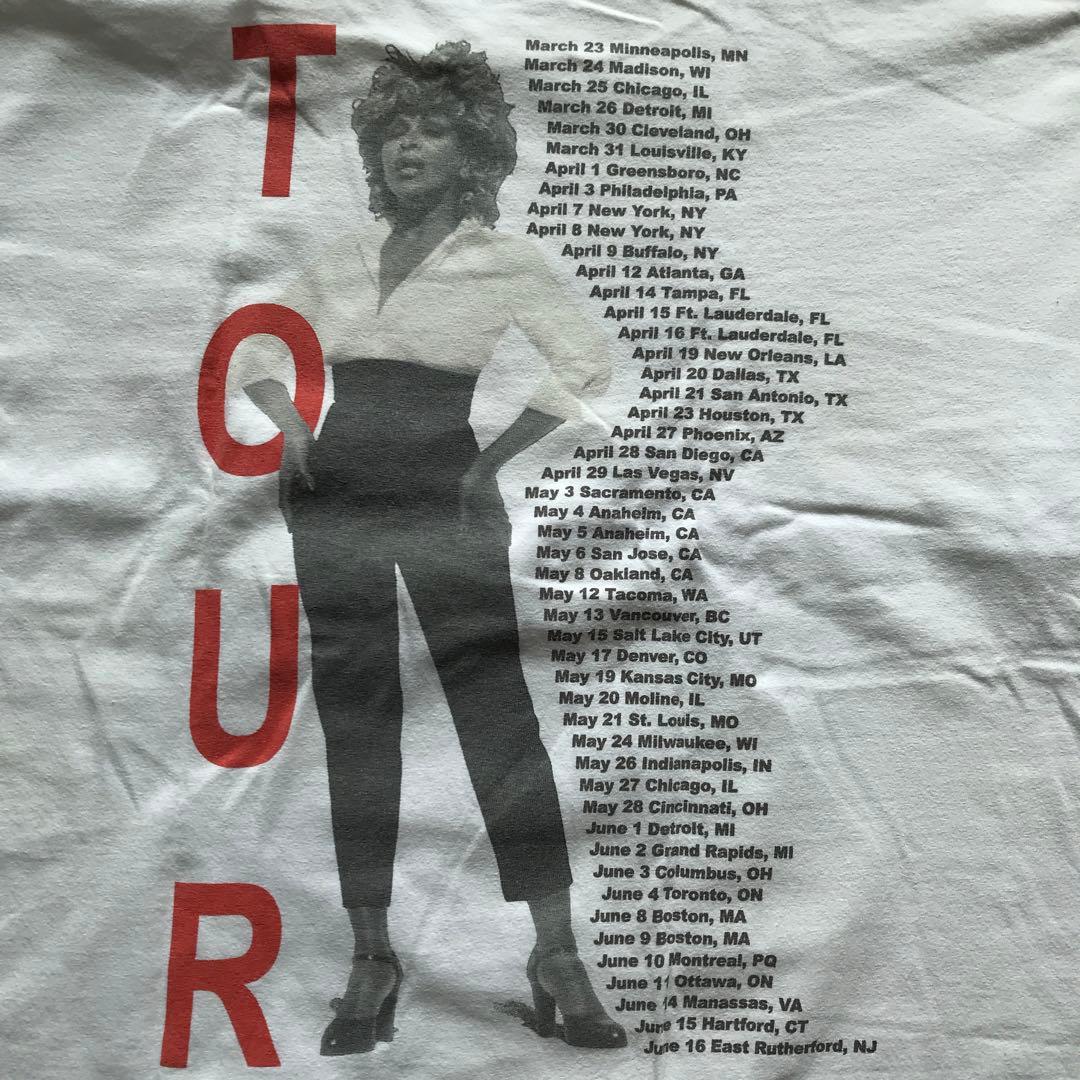 TOUR
March 23 Minneapolis, MN
March 24 Madison, WI
March 25 Chicago, IL
March 26 Detroit, MI
March 30 Cleveland, OH
March 31 Louisville, KY
April 1 Greensboro, NC
April 3 Philadelphia, PA
April 7 New York, NY
April 8 New York, NY
April 9 Buffalo, NY
April 12 Atlanta, GA
April 14 Tampa, FL
April 15 Ft. Lauderdale, FL
April 16 Ft. Lauderdale, FL
April 19 New Orleans, LA
April 20 Dallas, TX
April 21 San Antonio, TX
April 23 Houston, TX
April 27 Phoenix, AZ
April 28 San Diego, CA
April 29 Las Vegas, NV
May 3 Sacramento, CA
May 4 Anaheim, CA
May 5 Anaheim, CA
May 6 San Jose, CA
May 8 Oakland, CA
May 12 Tacoma, WA
May 13 Vancouver, BC
May 15 Salt Lake City, UT
May 17 Denver, CO
May 19 Kansas City, MO
May 20 Moline, IL
May 21 St. Louis, MO
May 24 Milwaukee, WI
May 26 Indianapolis, IN
May 27 Chicago, IL
May 28 Cincinnati, OH
June 1 Detroit, MI
June 2 Grand Rapids, MI
June 3 Columbus, OH
June 4 Toronto, ON
June 8 Boston, MA
June 9 Boston, MA
June 10 Montreal, PQ
June 11 Ottawa, ON
June 14 Manassas, VA
June 15 Hartford, CT
June 16 East Rutherford, NJ